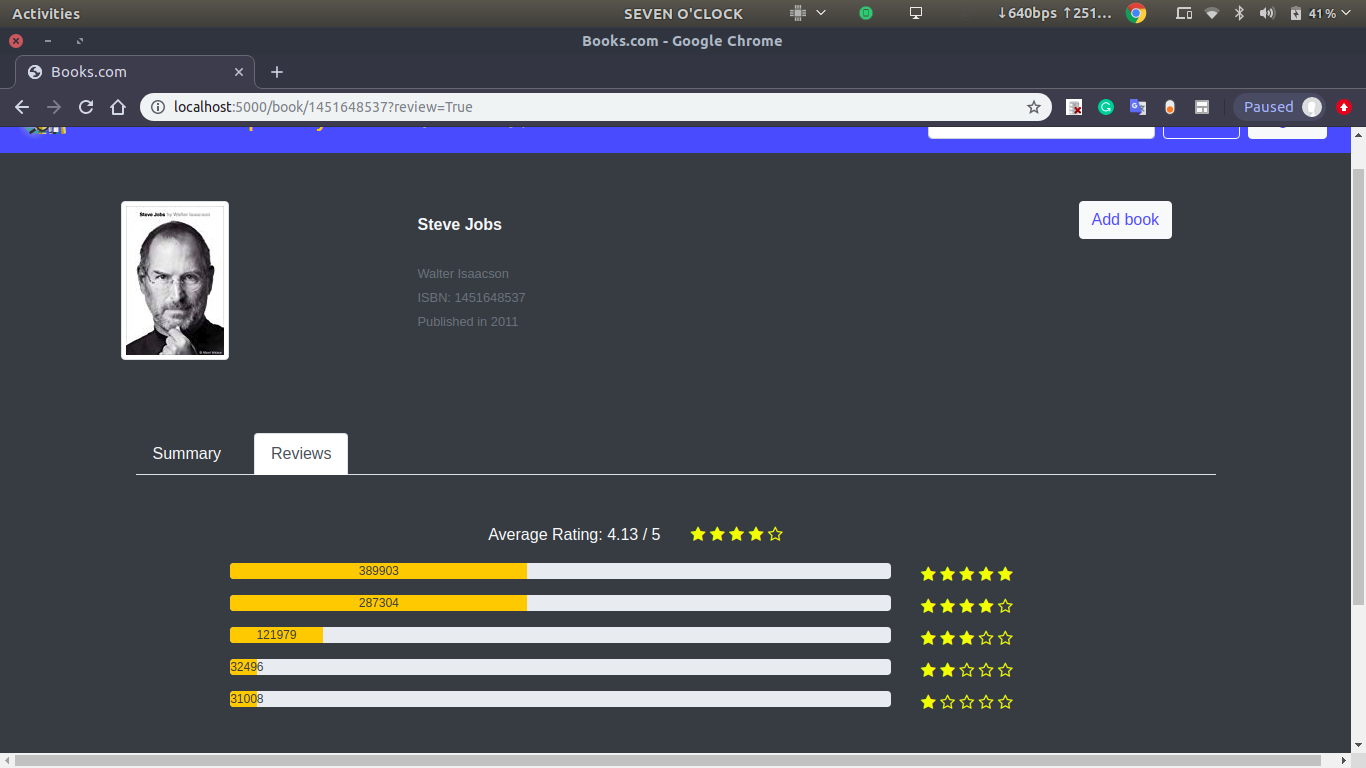 Activities
SEVEN O'CLOCK
↓640bps ↑251...
41 %
Books.com - Google Chrome
Books.com
localhost:5000/book/1451648537?review=True
Paused
Steve Jobs by Walter Isaacson
Steve Jobs
Add book
Walter Isaacson
ISBN: 1451648537
Published in 2011
Summary
Reviews
Average Rating: 4.13 / 5
389903
287304
121979
32496
31008